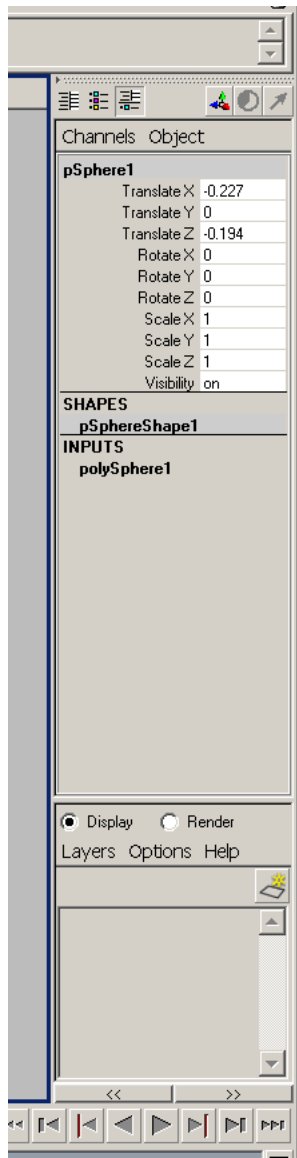 Channels Object
pSphere1
Translate X -0.227
Translate Y 0
Translate Z -0.194
Rotate X 0
Rotate Y 0
Rotate Z 0
Scale X 1
Scale Y 1
Scale Z 1
Visibility on
SHAPES
pSphereShape1
INPUTS
polySphere1
Display Render
Layers Options Help
<< >>